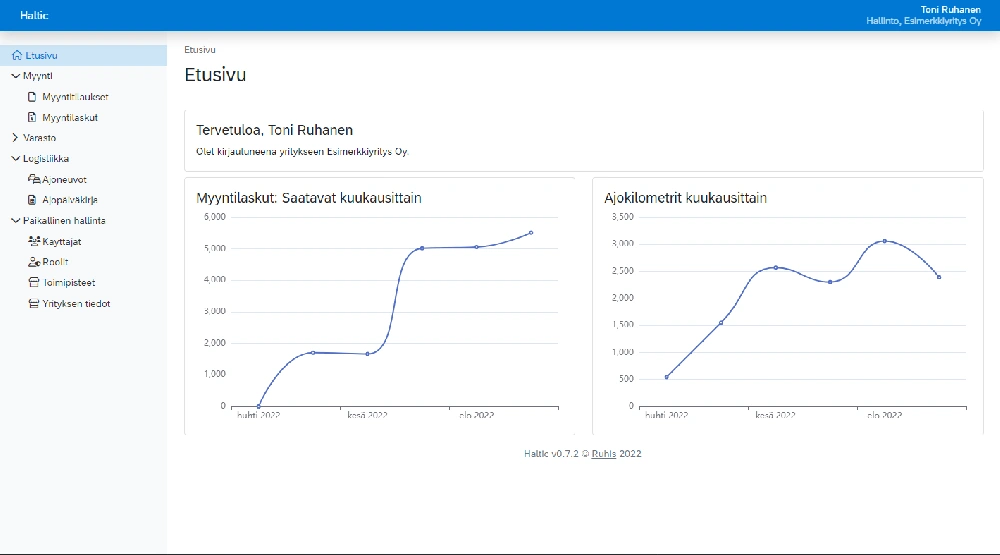 Haltic
Toni Ruhanen
Hallinto, Esimerkkiyritys Oy
Etusivu
Myynti
Myyntitilaukset
Myyntilaskut
Varasto
Logistiikka
Ajoneuvot
Ajopäiväkirja
Paikallinen hallinta
Käyttäjät
Roolit
Toimipisteet
Yrityksen tiedot
Etusivu
Etusivu
Tervetuloa, Toni Ruhanen
Olet kirjautuneena yritykseen Esimerkkiyritys Oy.
Myyntilaskut: Saatavat kuukausittain
6,000
5,000
4,000
3,000
2,000
1,000
0
huhti 2022 kesä 2022 elo 2022
Ajokilometrit kuukausittain
3,500
3,000
2,500
2,000
1,500
1,000
500
0
huhti 2022 kesä 2022 elo 2022
Haltic v0.7.2 © Ruhis 2022